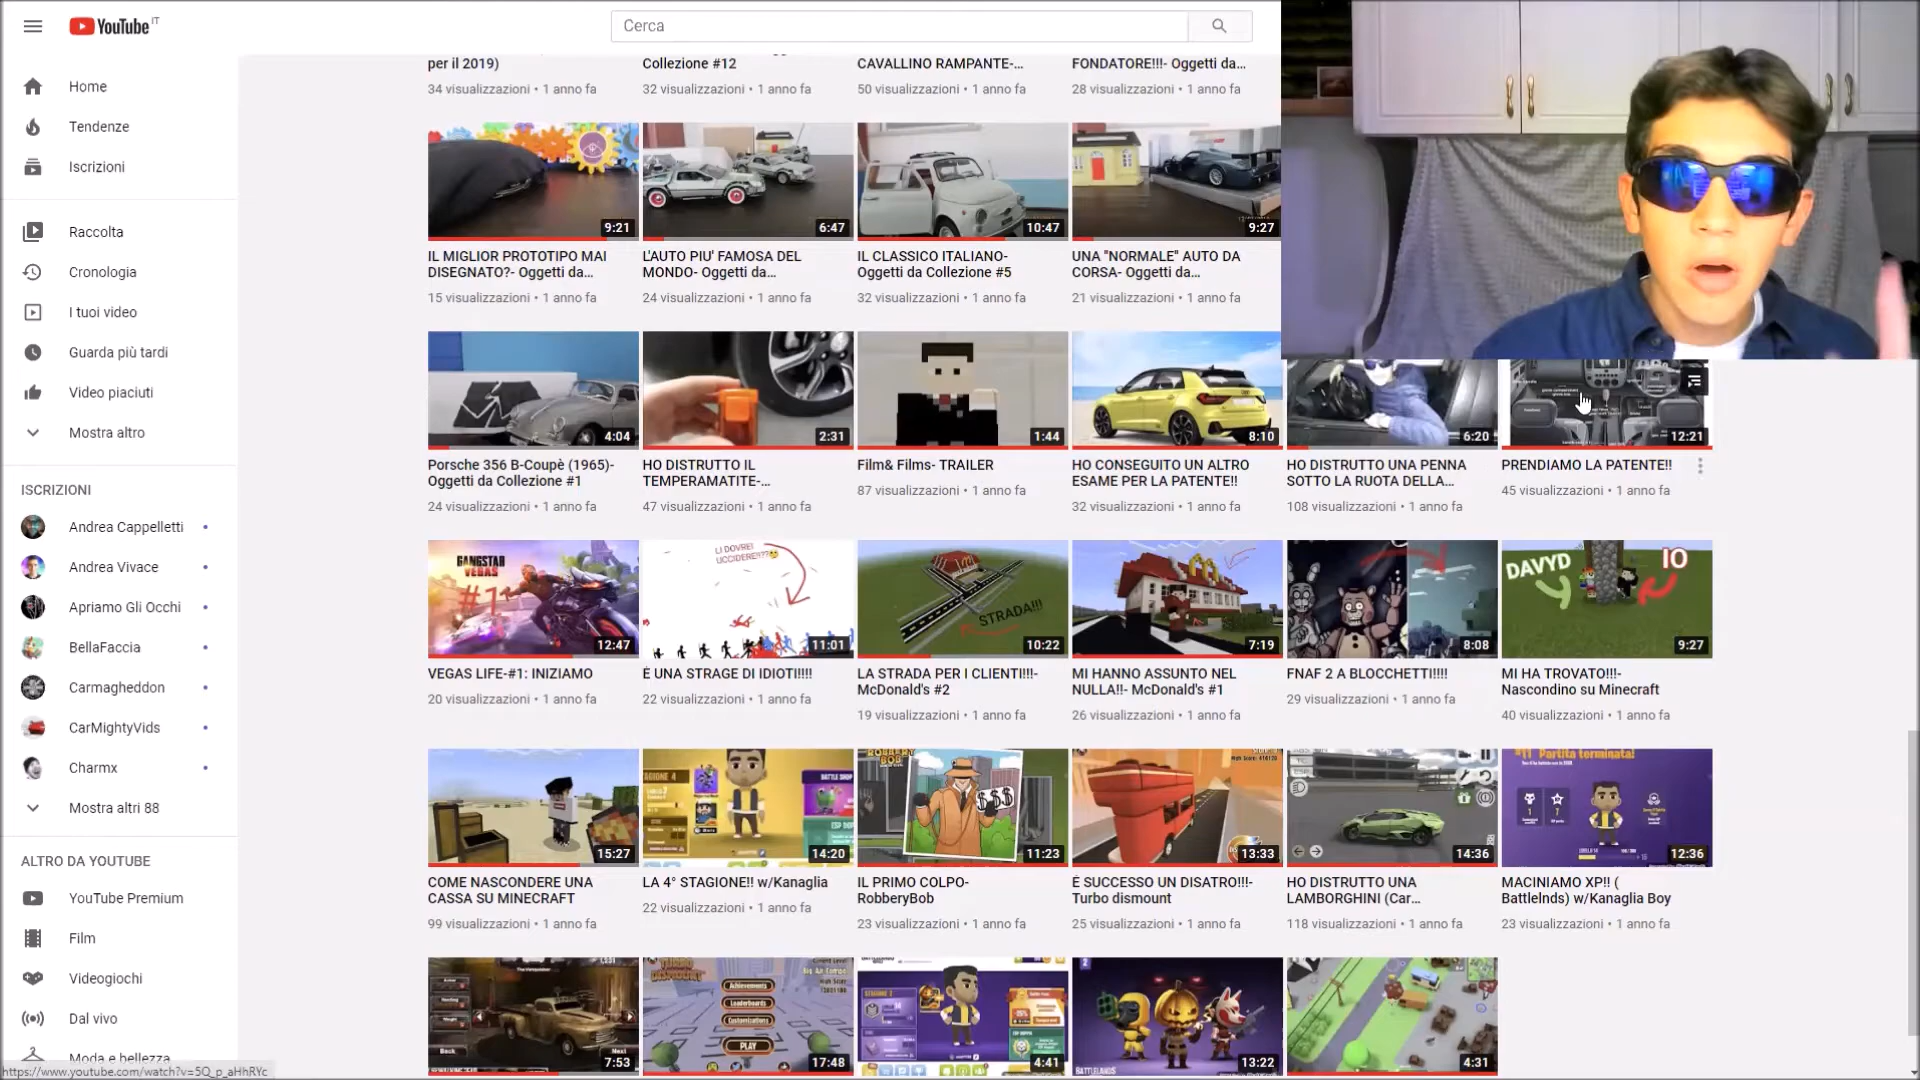 YouTube IT
Cerca
Home
Tendenze
Iscrizioni
Raccolta
Cronologia
I tuoi video
Guarda più tardi
Video piaciuti
Mostra altro
ISCRIZIONI
Andrea Cappelletti
Andrea Vivace
Apriamo Gli Occhi
BellaFaccia
Carmagheddon
CarMightyVids
Charmx
Mostra altri 88
ALTRO DA YOUTUBE
YouTube Premium
Film
Videogiochi
Dal vivo
Moda e bellezza
https://www.youtube.com/watch?v=5Q_p_aHhRYc
per il 2019)
34 visualizzazioni • 1 anno fa
Collezione #12
32 visualizzazioni • 1 anno fa
CAVALLINO RAMPANTE-...
50 visualizzazioni • 1 anno fa
FONDATORE!!!- Oggetti da...
28 visualizzazioni • 1 anno fa
9:21
IL MIGLIOR PROTOTIPO MAI
DISEGNATO?- Oggetti da...
15 visualizzazioni • 1 anno fa
6:47
L'AUTO PIU' FAMOSA DEL
MONDO- Oggetti da...
24 visualizzazioni • 1 anno fa
10:47
IL CLASSICO ITALIANO-
Oggetti da Collezione #5
32 visualizzazioni • 1 anno fa
9:27
UNA "NORMALE" AUTO DA
CORSA- Oggetti da...
21 visualizzazioni • 1 anno fa
4:04
Porsche 356 B-Coupè (1965)-
Oggetti da Collezione #1
24 visualizzazioni • 1 anno fa
2:31
HO DISTRUTTO IL
TEMPERAMATITE-...
47 visualizzazioni • 1 anno fa
1:44
Film& Films- TRAILER
87 visualizzazioni • 1 anno fa
8:10
HO CONSEGUITO UN ALTRO
ESAME PER LA PATENTE!!
32 visualizzazioni • 1 anno fa
6:20
HO DISTRUTTO UNA PENNA
SOTTO LA RUOTA DELLA...
108 visualizzazioni • 1 anno fa
12:21
PRENDIAMO LA PATENTE!!
45 visualizzazioni • 1 anno fa
GANGSTAR
VEGAS
#1
12:47
VEGAS LIFE-#1: INIZIAMO
20 visualizzazioni • 1 anno fa
LI DOVREI
UCCIDERE!!???
11:01
È UNA STRAGE DI IDIOTI!!!!
22 visualizzazioni • 1 anno fa
STRADA!!!
10:22
LA STRADA PER I CLIENTI!!!-
McDonald's #2
19 visualizzazioni • 1 anno fa
7:19
MI HANNO ASSUNTO NEL
NULLA!!- McDonald's #1
26 visualizzazioni • 1 anno fa
8:08
FNAF 2 A BLOCCHETTI!!!!
29 visualizzazioni • 1 anno fa
DAVYD
IO
9:27
MI HA TROVATO!!!-
Nascondino su Minecraft
40 visualizzazioni • 1 anno fa
15:27
COME NASCONDERE UNA
CASSA SU MINECRAFT
99 visualizzazioni • 1 anno fa
14:20
LA 4° STAGIONE!! w/Kanaglia
22 visualizzazioni • 1 anno fa
ROBBERY
BOB
$$$
11:23
IL PRIMO COLPO-
RobberyBob
23 visualizzazioni • 1 anno fa
13:33
È SUCCESSO UN DISATRO!!!-
Turbo dismount
25 visualizzazioni • 1 anno fa
14:36
HO DISTRUTTO UNA
LAMBORGHINI (Car...
118 visualizzazioni • 1 anno fa
#11 Partita terminata!
12:36
MACINIAMO XP!! (
Battlelnds) w/Kanaglia Boy
23 visualizzazioni • 1 anno fa
Back
Next
7:53
Achievements
Leaderboards
Customizations
PLAY
17:48
4:41
2
BATTLELANDS
13:22
4:31